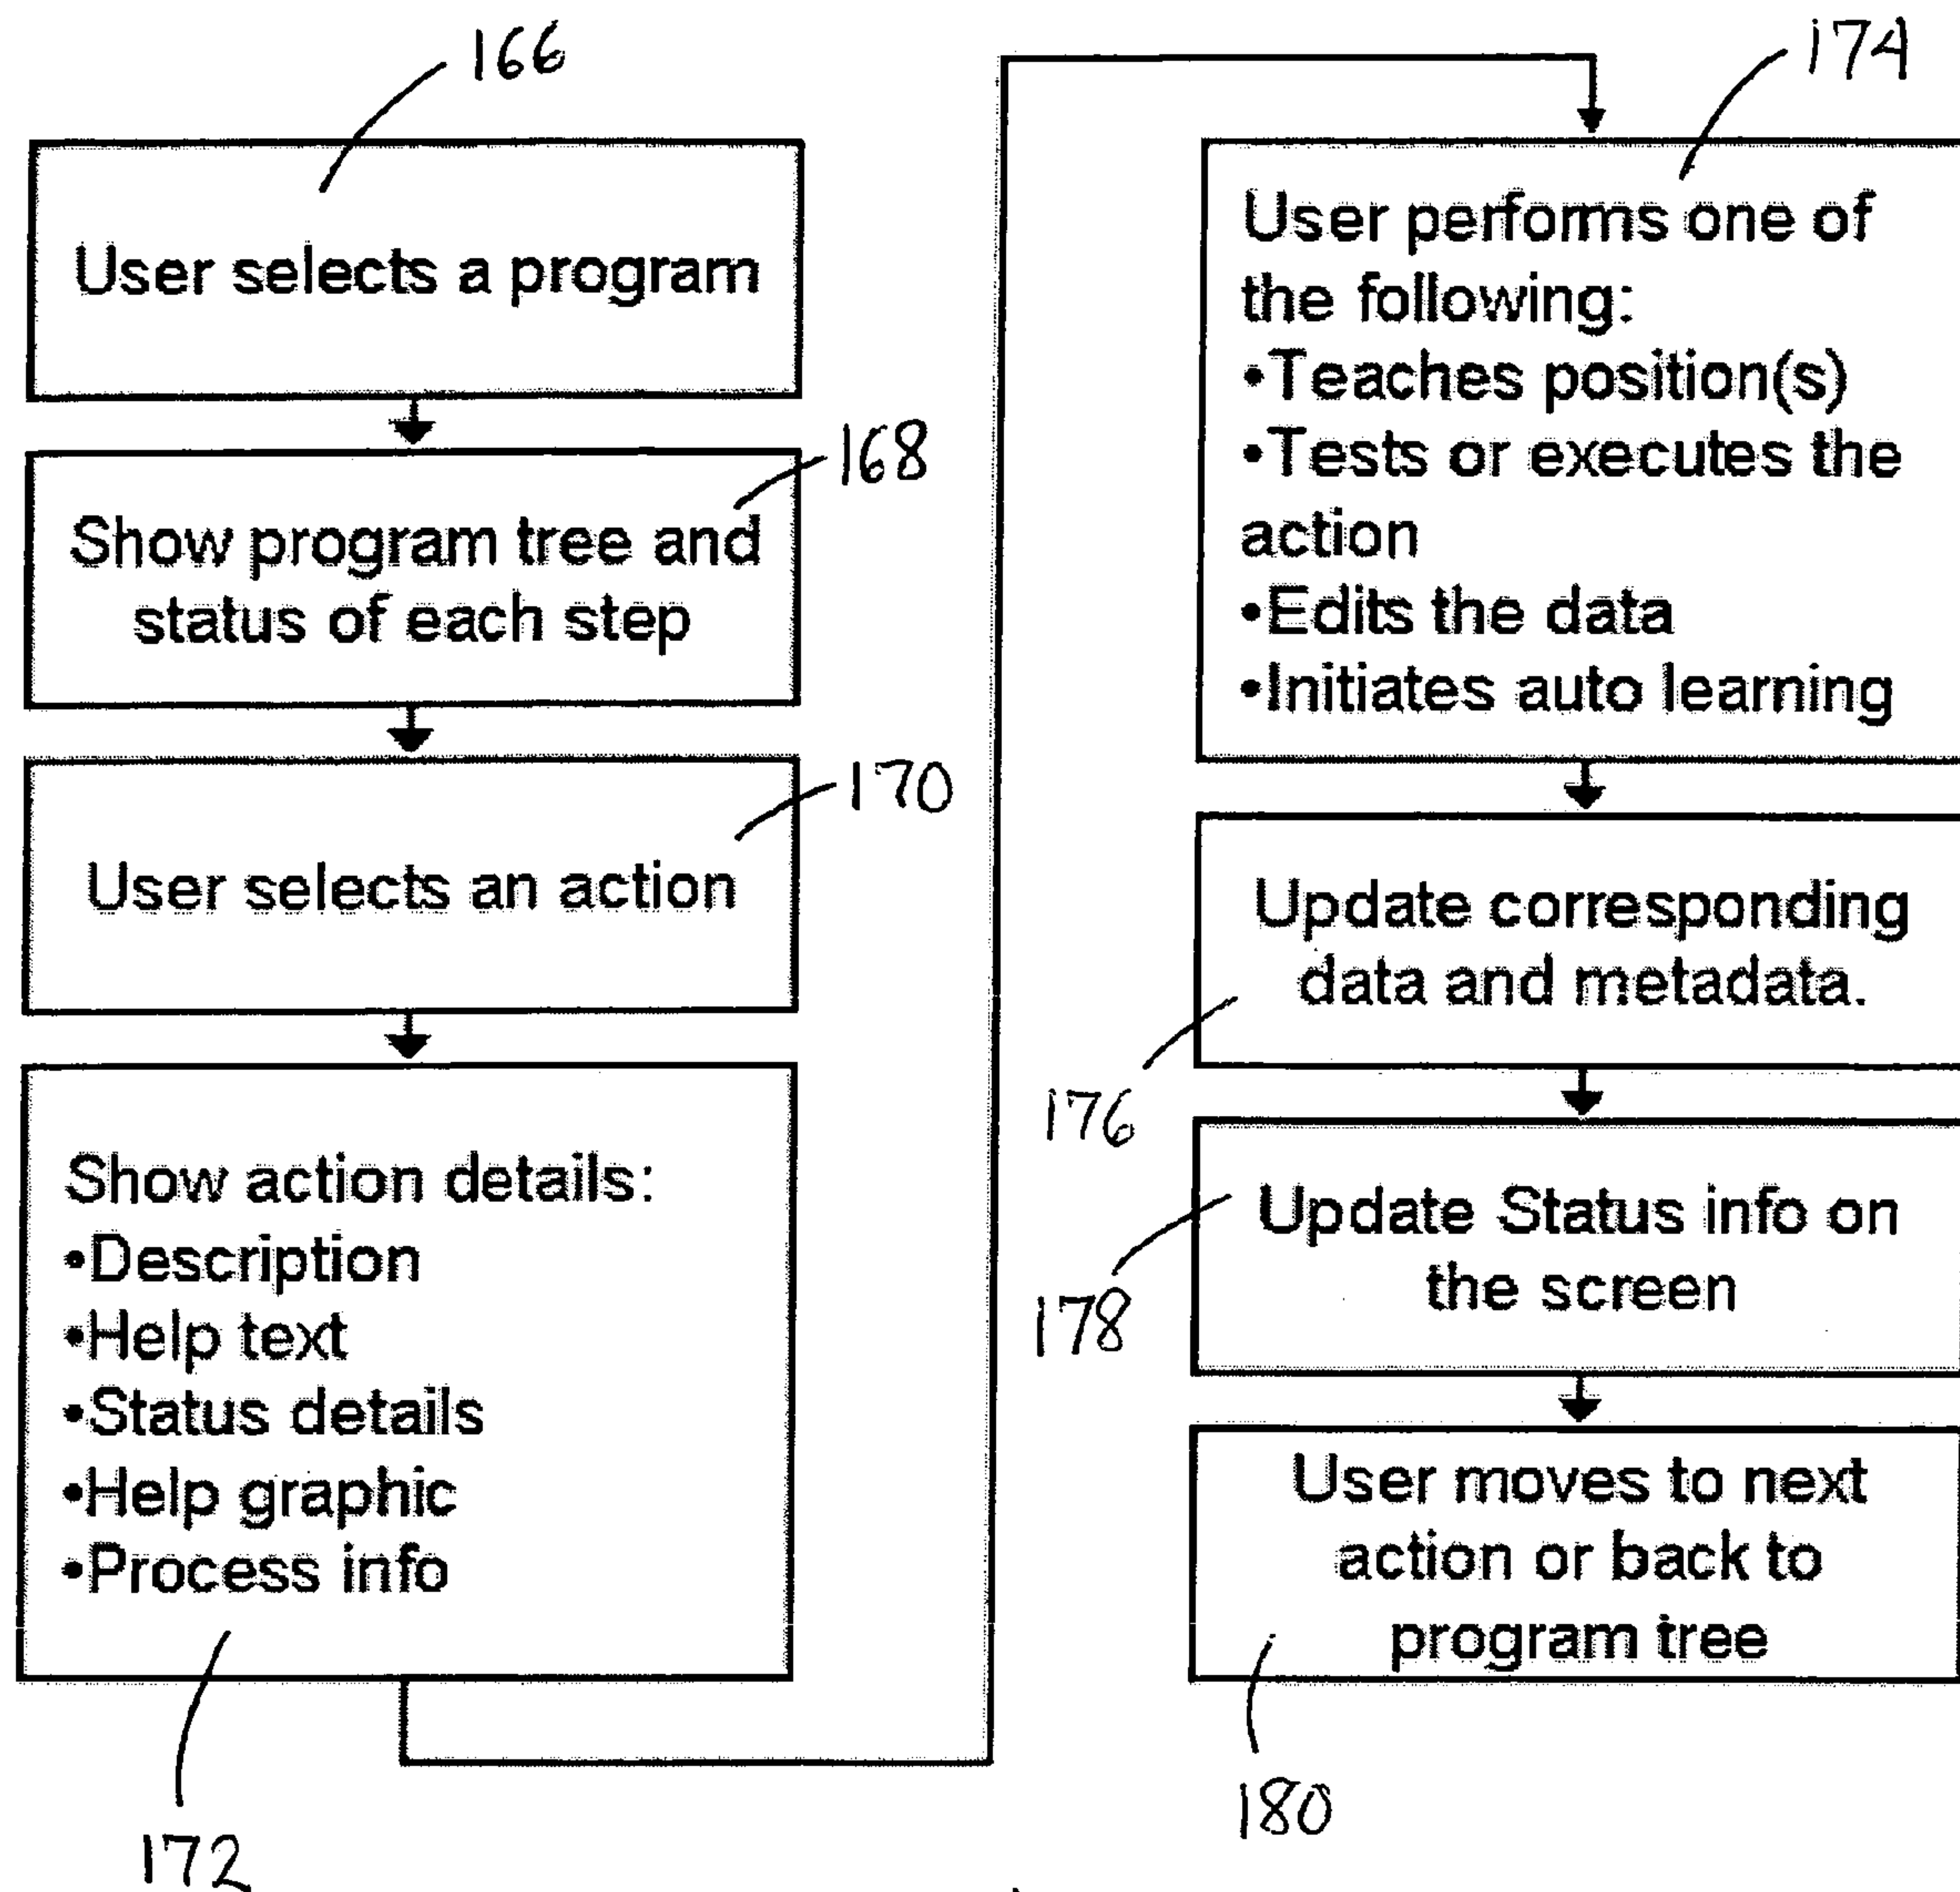 166
User selects a program
168
Show program tree and
status of each step
170
User selects an action
Show action details:
•Description
•Help text
•Status details
•Help graphic
•Process info
172
174
User performs one of
the following:
•Teaches position(s)
•Tests or executes the
action
•Edits the data
•Initiates auto learning
Update corresponding
data and metadata.
176
Update Status info on
the screen
178
User moves to next
action or back to
program tree
180